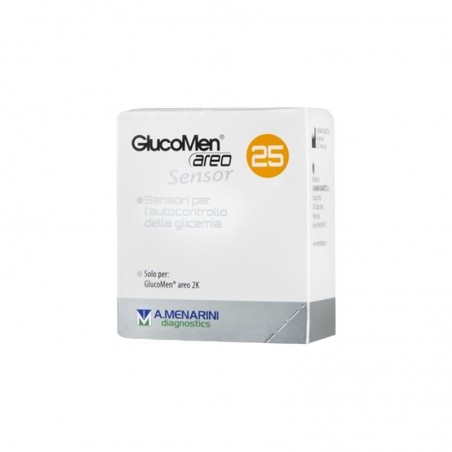 GlucoMen®
areo
25
Sensor
Sensori per
l'autocontrollo
della glicemia
Solo per:
GlucoMen® areo 2K
A.MENARINI
diagnostics